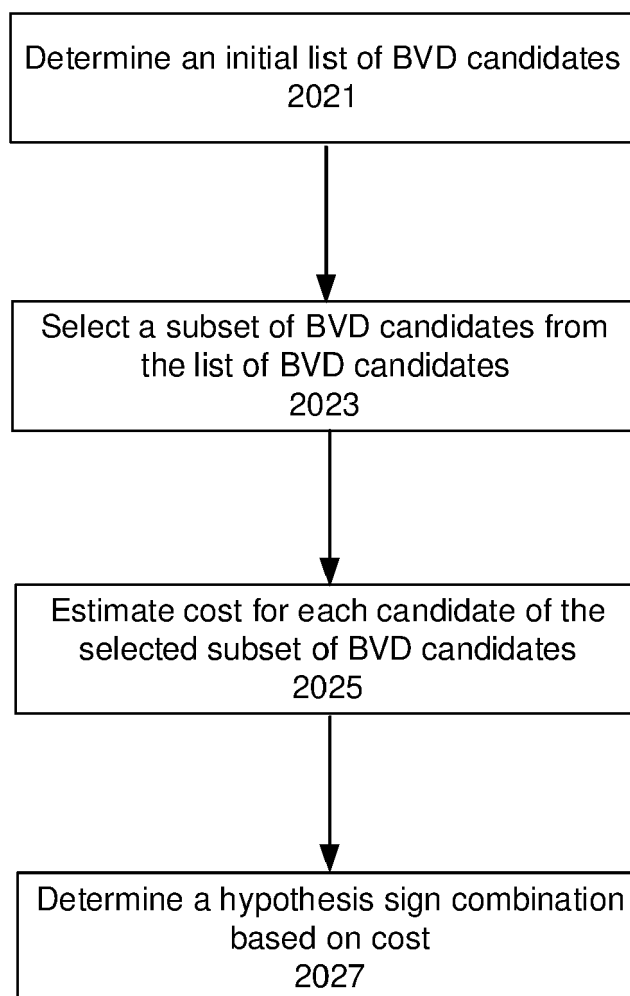 Determine an initial list of BVD candidates
2021
Select a subset of BVD candidates from
the list of BVD candidates
2023
Estimate cost for each candidate of the
selected subset of BVD candidates
2025
Determine a hypothesis sign combination
based on cost
2027